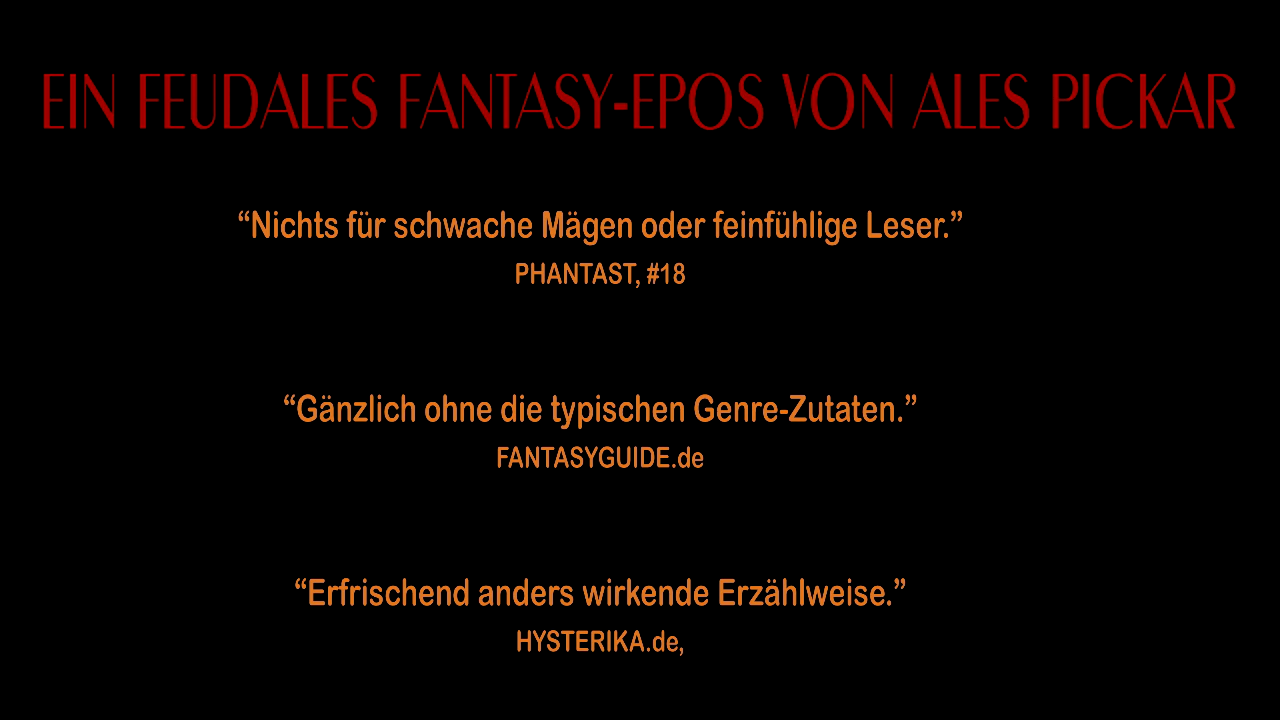 EIN FEUDALES FANTASY-EPOS VON ALES PICKAR
“Nichts für schwache Mägen oder feinfühlige Leser.”
PHANTAST, #18
“Gänzlich ohne die typischen Genre-Zutaten.”
FANTASYGUIDE.de
“Erfrischend anders wirkende Erzählweise.”
HYSTERIKA.de,